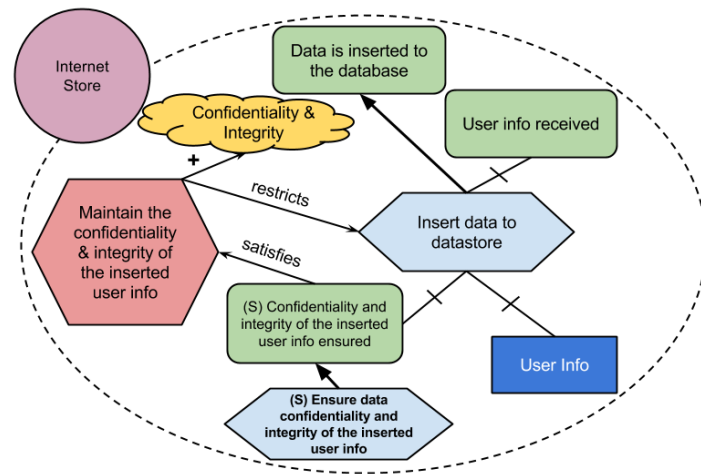 Internet
Store
Data is inserted to
the database
Confidentiality &
Integrity
User info received
+
restricts
Maintain the
confidentiality
& integrity of
the inserted
user info
Insert data to
datastore
satisfies
(S) Confidentiality and
integrity of the inserted
user info ensured
User Info
(S) Ensure data
confidentiality and
integrity of the inserted
user info